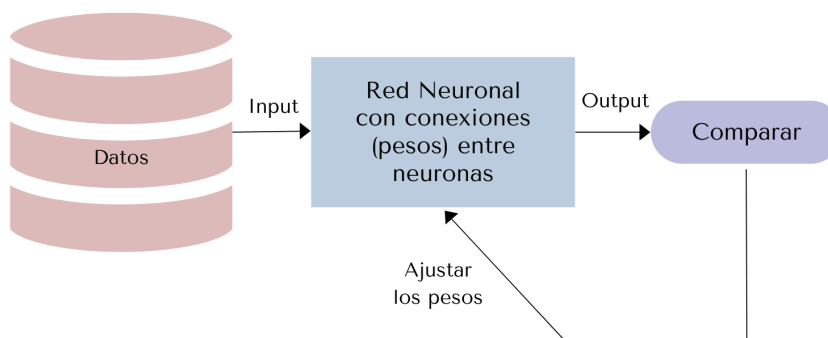 Datos
Input
Red Neuronal
con conexiones
(pesos) entre
neuronas
Output
Comparar
Ajustar
los pesos